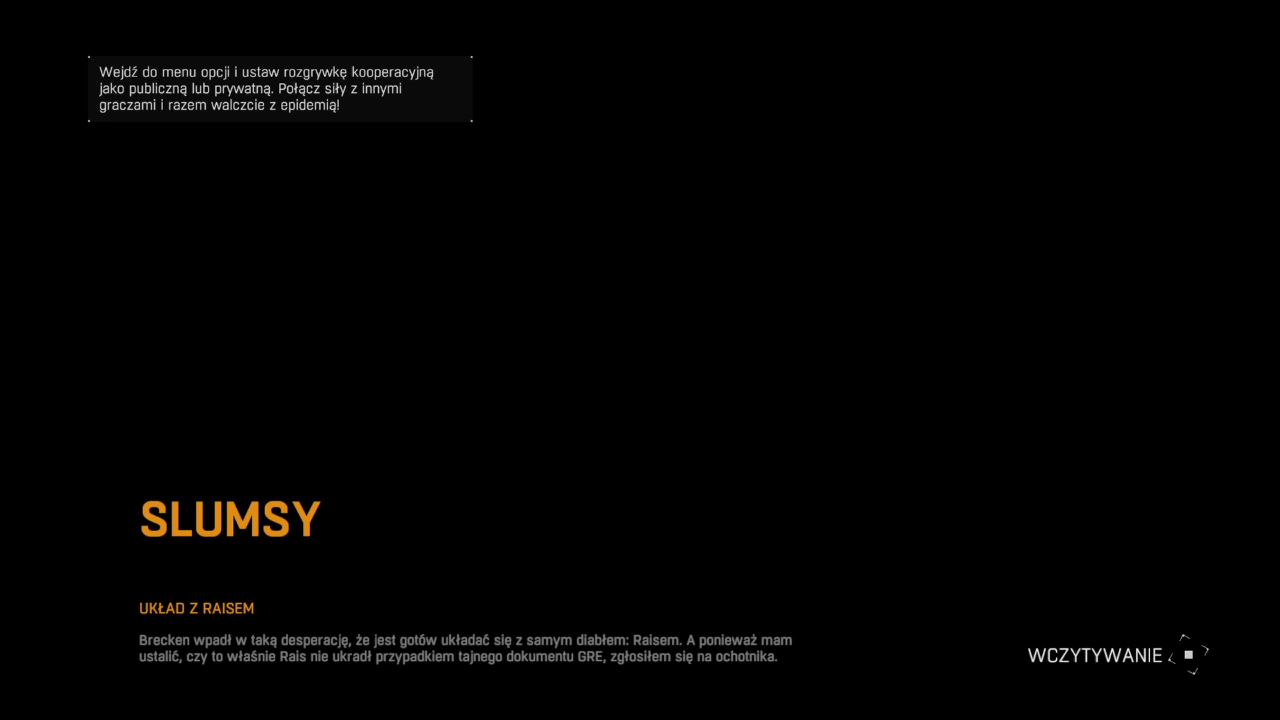 Wejdź do menu opcji i ustaw rozgrywkę kooperacyjną
jako publiczną lub prywatną. Połącz siły z innymi
graczami i razem walczcie z epidemią!
SLUMSY
UKŁAD Z RAISEM
Brecken wpadł w taką desperację, że jest gotów układać się z samym diabłem: Raisem. A ponieważ mam
ustalić, czy to właśnie Rais nie ukradł przypadkiem tajnego dokumentu GRE, zgłosiłem się na ochotnika.
WCZYTYWANIE